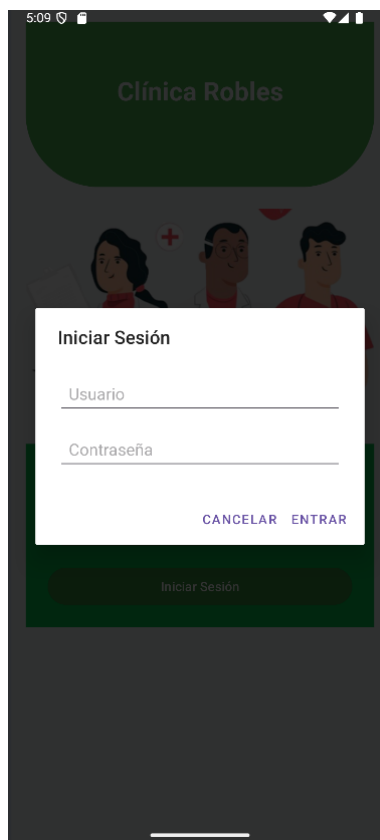 5:09
Clínica Robles
Iniciar Sesión
Usuario
Contraseña
CANCELAR ENTRAR
Iniciar Sesión